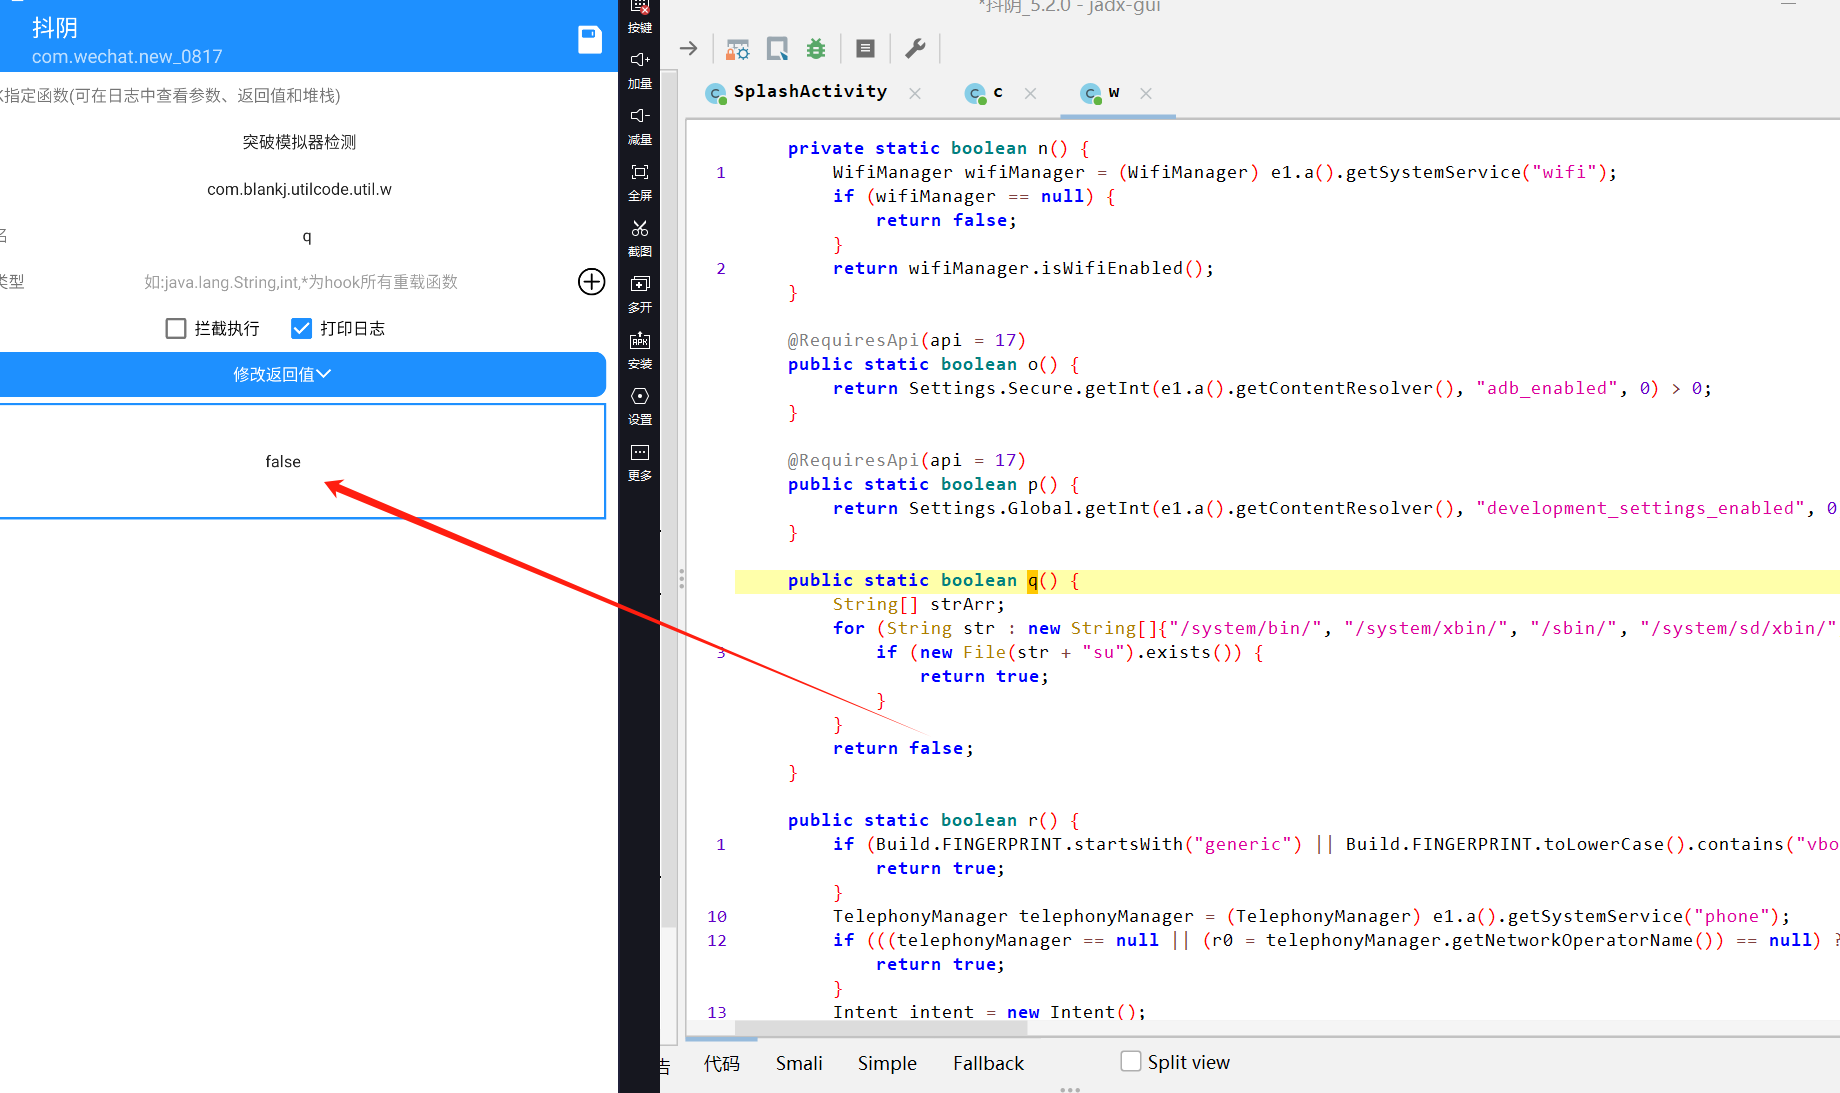 抖阴
com.wechat.new_0817
指定函数(可在日志中查看参数、返回值和堆栈)
突破模拟器检测
com.blankj.utilcode.util.w
名
q
类型
如:java.lang.String,int,*为hook所有重载函数
拦截执行
打印日志
修改返回值
false
按键
加量
减量
全屏
截图
多开
APK
安装
设置
更多
*抖阴_5.2.0 - jadx-gui
SplashActivity
c
w
private static boolean n() {
1 WifiManager wifiManager = (WifiManager) e1.a().getSystemService("wifi");
if (wifiManager == null) {
return false;
}
2 return wifiManager.isWifiEnabled();
}
@RequiresApi(api = 17)
public static boolean o() {
return Settings.Secure.getInt(e1.a().getContentResolver(), "adb_enabled", 0) > 0;
}
@RequiresApi(api = 17)
public static boolean p() {
return Settings.Global.getInt(e1.a().getContentResolver(), "development_settings_enabled", 0
}
public static boolean q() {
String[] strArr;
for (String str : new String[]{"/system/bin/", "/system/xbin/", "/sbin/", "/system/sd/xbin/"
3 if (new File(str + "su").exists()) {
return true;
}
}
return false;
}
public static boolean r() {
1 if (Build.FINGERPRINT.startsWith("generic") || Build.FINGERPRINT.toLowerCase().contains("vbo
return true;
}
10 TelephonyManager telephonyManager = (TelephonyManager) e1.a().getSystemService("phone");
12 if (((telephonyManager == null || (r0 = telephonyManager.getNetworkOperatorName()) == null) ?
return true;
}
13 Intent intent = new Intent();
告
代码
Smali
Simple
Fallback
Split view